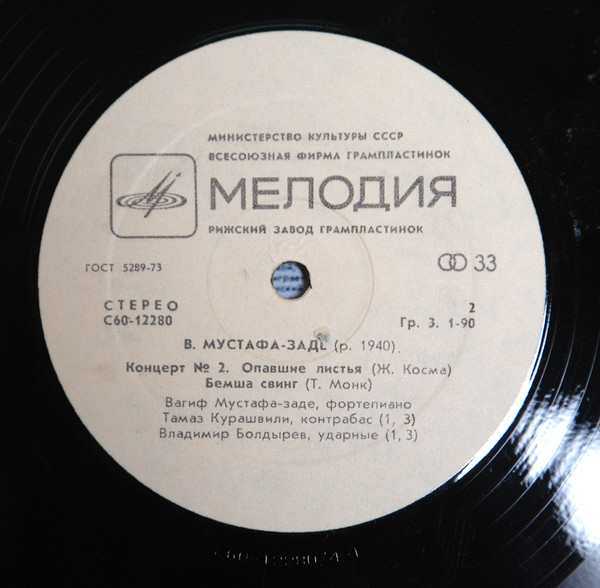 МИНИСТЕРСТВО КУЛЬТУРЫ СССР
ВСЕСОЮЗНАЯ ФИРМА ГРАМПЛАСТИНОК
МЕЛОДИЯ
РИЖСКИЙ ЗАВОД ГРАМПЛАСТИНОК
ГОСТ 5289-73
33
СТЕРЕО
2
С60-12280
Гр. 3. 1-90
В. МУСТАФА-ЗАДЕ (р. 1940).
Концерт № 2. Опавшие листья (Ж. Косма)
Бемша свинг (Т. Монк)
Вагиф Мустафа-заде, фортепиано
Тамаз Курашвили, контрабас (1, 3)
Владимир Болдырев, ударные (1, 3)